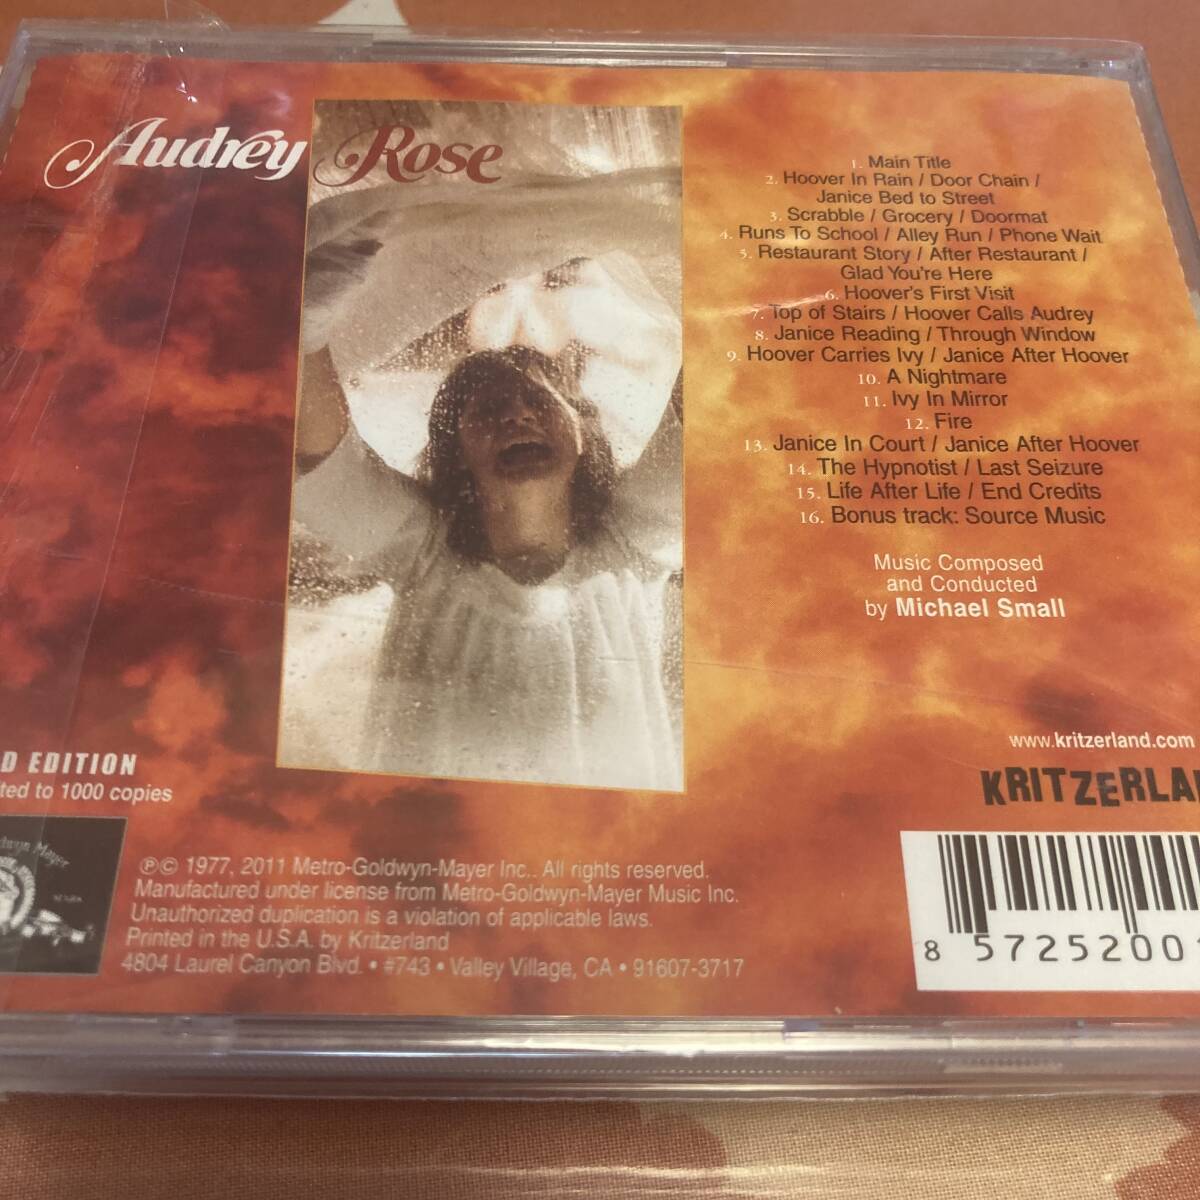 Audrey Rose
1. Main Title
2. Hoover In Rain / Door Chain /
Janice Bed to Street
3. Scrabble / Grocery / Doormat
4. Runs To School / Alley Run / Phone Wait
5. Restaurant Story / After Restaurant /
Glad You're Here
6. Hoover's First Visit
7. Top of Stairs / Hoover Calls Audrey
8. Janice Reading / Through Window
9. Hoover Carries Ivy / Janice After Hoover
10. A Nightmare
11. Ivy In Mirror
12. Fire
13. Janice In Court / Janice After Hoover
14. The Hypnotist / Last Seizure
15. Life After Life / End Credits
16. Bonus track: Source Music
Music Composed
and Conducted
by Michael Small
www.kritzerland.com
KRITZERLA
D EDITION
ted to 1000 copies
Mayer
℗© 1977, 2011 Metro-Goldwyn-Mayer Inc.. All rights reserved.
Manufactured under license from Metro-Goldwyn-Mayer Music Inc.
Unauthorized duplication is a violation of applicable laws.
Printed in the U.S.A. by Kritzerland
4804 Laurel Canyon Blvd. • #743 • Valley Village, CA • 91607-3717
8 57252 00